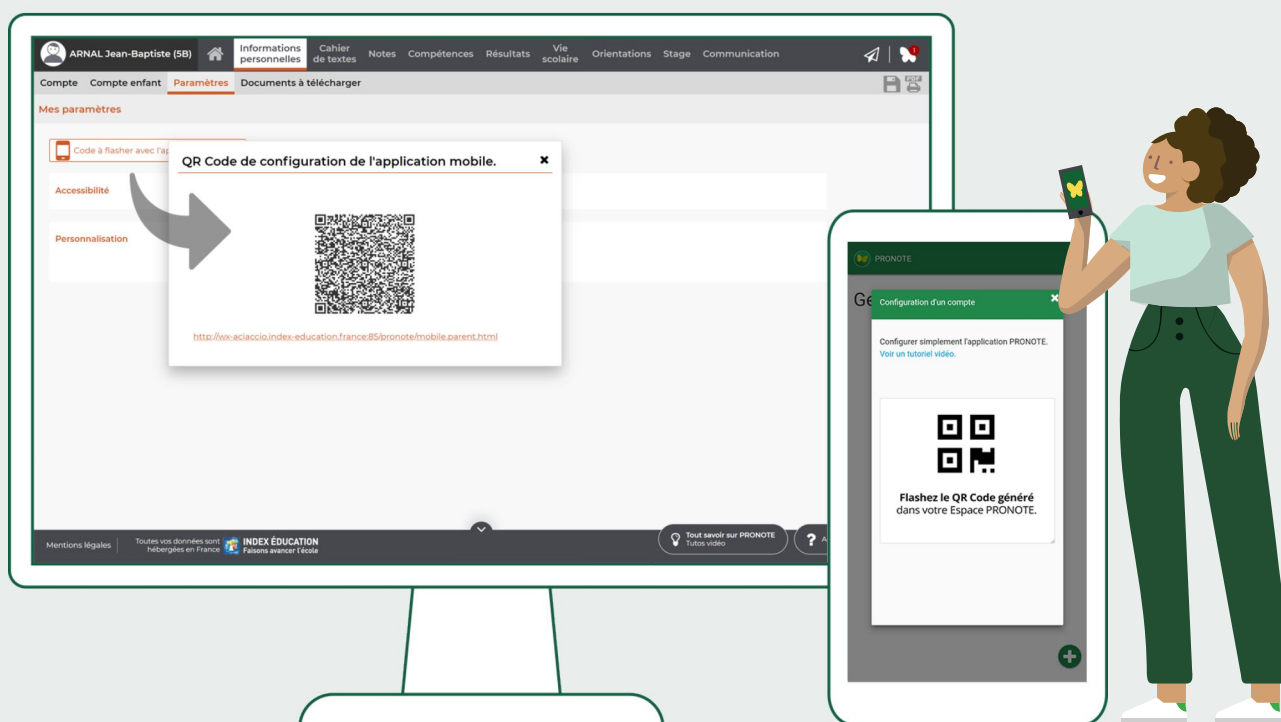 ARNAL Jean-Baptiste (5B)
Informations personnelles
Cahier de textes
Notes
Compétences
Résultats
Vie scolaire
Orientations
Stage
Communication
1
Compte
Compte enfant
Paramètres
Documents à télécharger
PDF
Mes paramètres
Code à flasher avec l'ap
QR Code de configuration de l'application mobile.
Accessibilité
Personnalisation
http://wx-aciaccio.index-education.france:85/pronote/mobile.parent.html
Mentions légales
Toutes vos données sont
hébergées en France
INDEX ÉDUCATION
Faisons avancer l'école
Tout savoir sur PRONOTE
Tutos vidéo
? A
PRONOTE
Ge
Configuration d'un compte
Configurer simplement l'application PRONOTE.
Voir un tutoriel vidéo.
Flashez le QR Code généré
dans votre Espace PRONOTE.